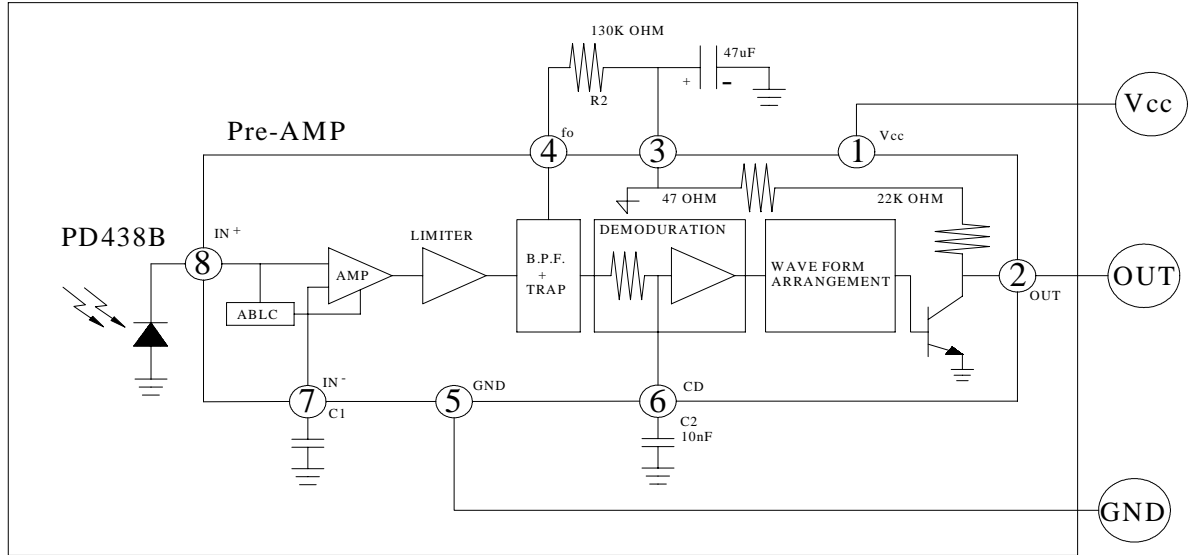 130K OHM
47uF
+
-
R2
Vcc
Pre-AMP
fo
4
3
1
Vcc
47 OHM
22K OHM
PD438B
IN+
8
LIMITER
DEMODURATION
AMP
B.P.F.
+
TRAP
WAVE FORM
ARRANGEMENT
2
OUT
OUT
ABLC
7
IN-
C1
5
GND
6
CD
C2
10nF
GND